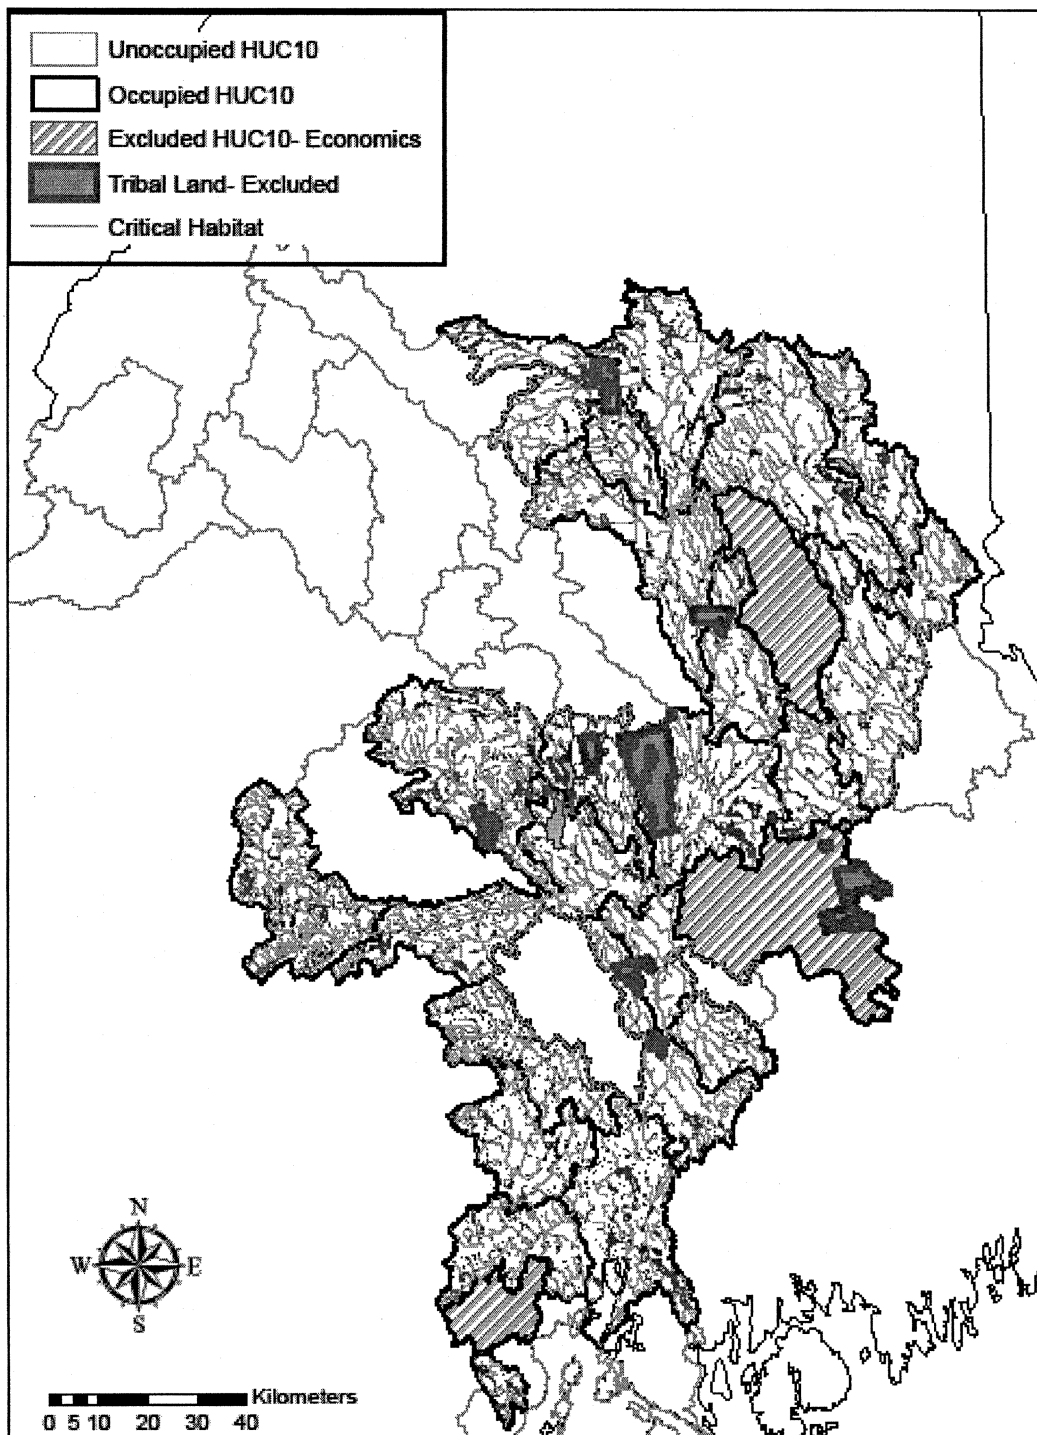 Unoccupied HUC10
Occupied HUC10
Excluded HUC10- Economics
Tribal Land- Excluded
Critical Habitat
N
W E
S
Kilometers
0 5 10 20 30 40